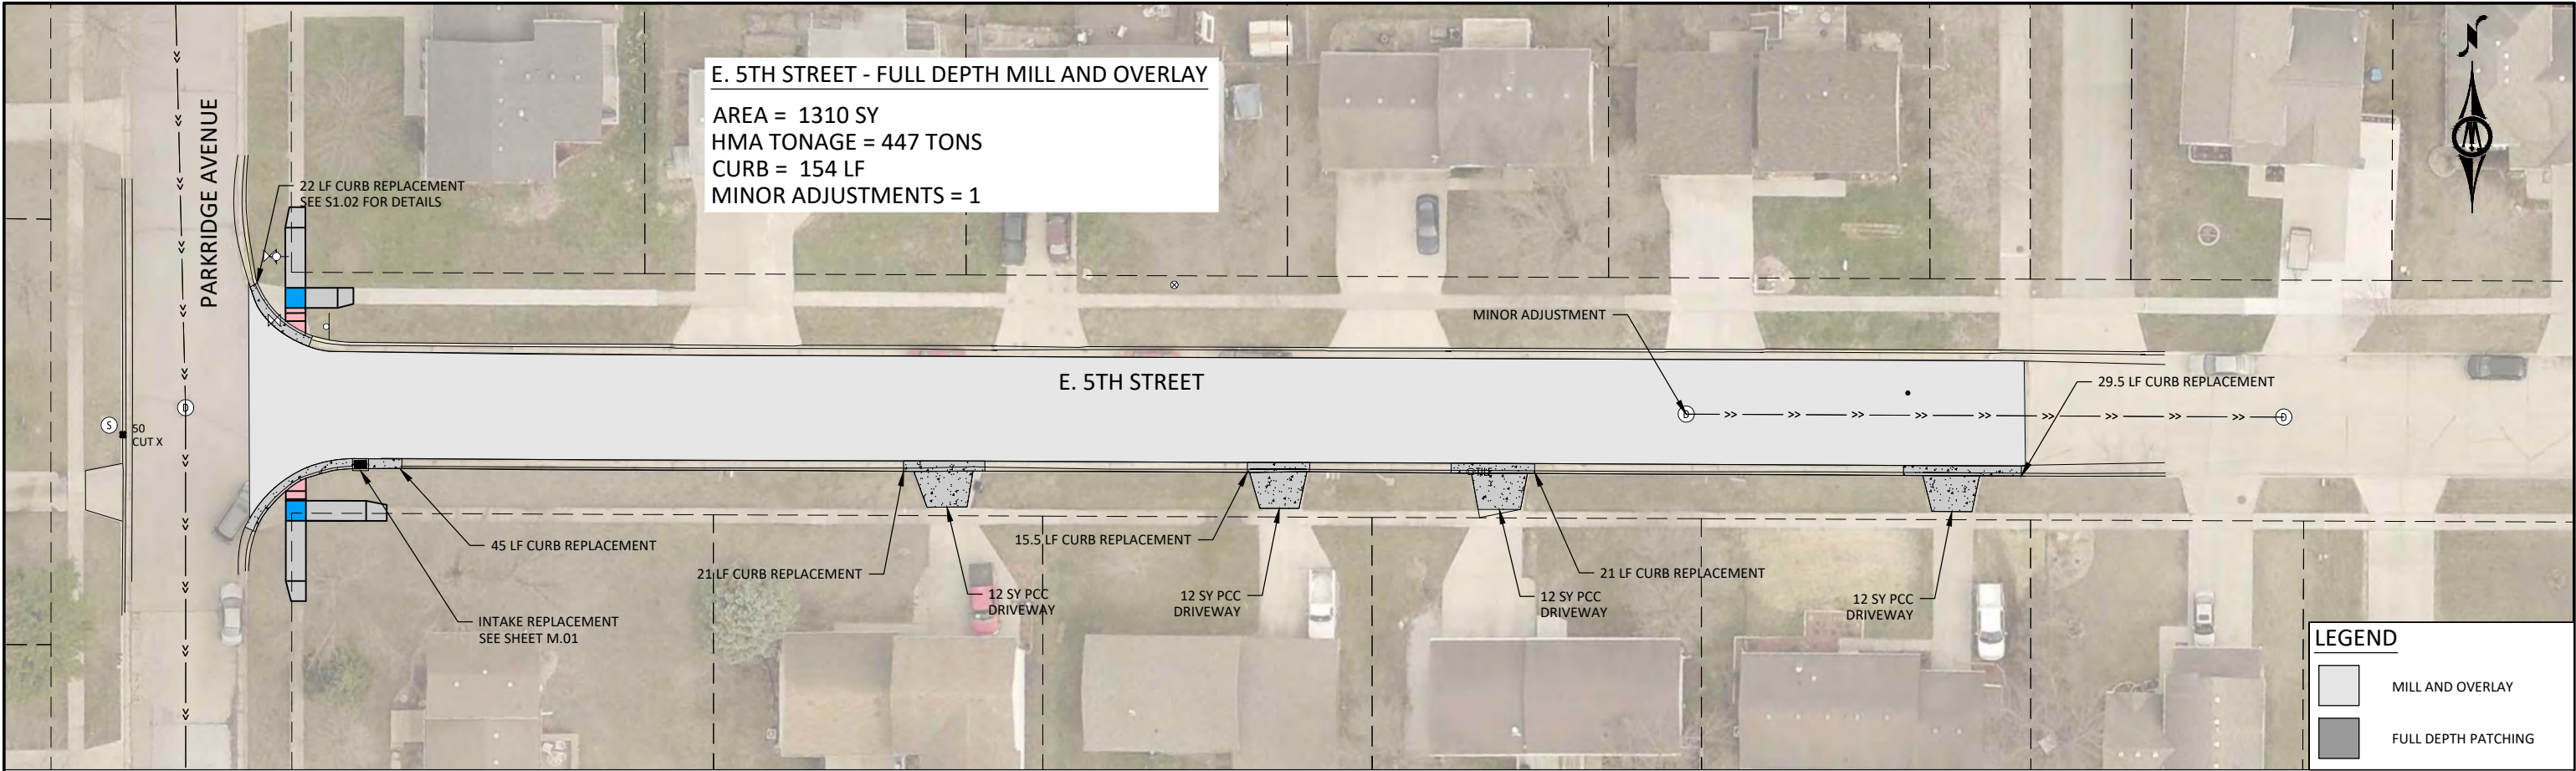 E. 5TH STREET - FULL DEPTH MILL AND OVERLAY
AREA = 1310 SY
HMA TONAGE = 447 TONS
CURB = 154 LF
MINOR ADJUSTMENTS = 1
N
PARKRIDGE AVENUE
22 LF CURB REPLACEMENT
SEE S1.02 FOR DETAILS
MINOR ADJUSTMENT
E. 5TH STREET
29.5 LF CURB REPLACEMENT
D
D
D
S
50
CUT X
TILE
45 LF CURB REPLACEMENT
21 LF CURB REPLACEMENT
15.5 LF CURB REPLACEMENT
21 LF CURB REPLACEMENT
12 SY PCC
DRIVEWAY
12 SY PCC
DRIVEWAY
12 SY PCC
DRIVEWAY
12 SY PCC
DRIVEWAY
INTAKE REPLACEMENT
SEE SHEET M.01
LEGEND
MILL AND OVERLAY
FULL DEPTH PATCHING